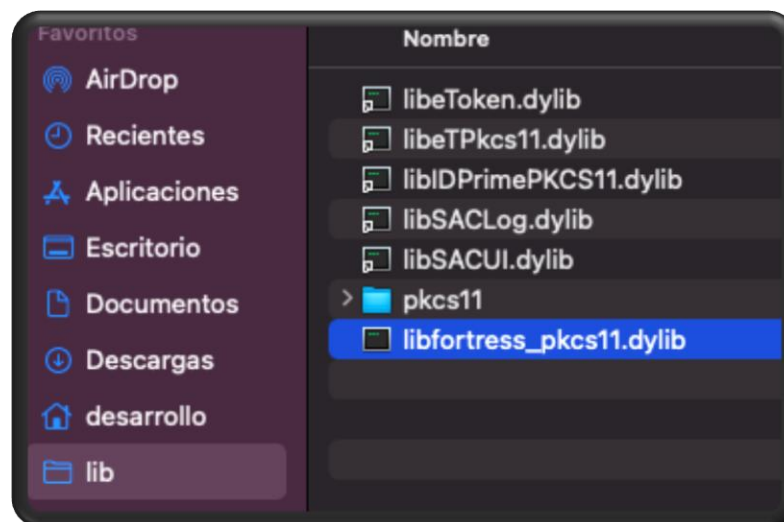 Favoritos
AirDrop
Recientes
Aplicaciones
Escritorio
Documentos
Descargas
desarrollo
lib
Nombre
libeToken.dylib
libeTPkcs11.dylib
libIDPrimePKCS11.dylib
libSACLog.dylib
libSACUI.dylib
pkcs11
libfortress_pkcs11.dylib